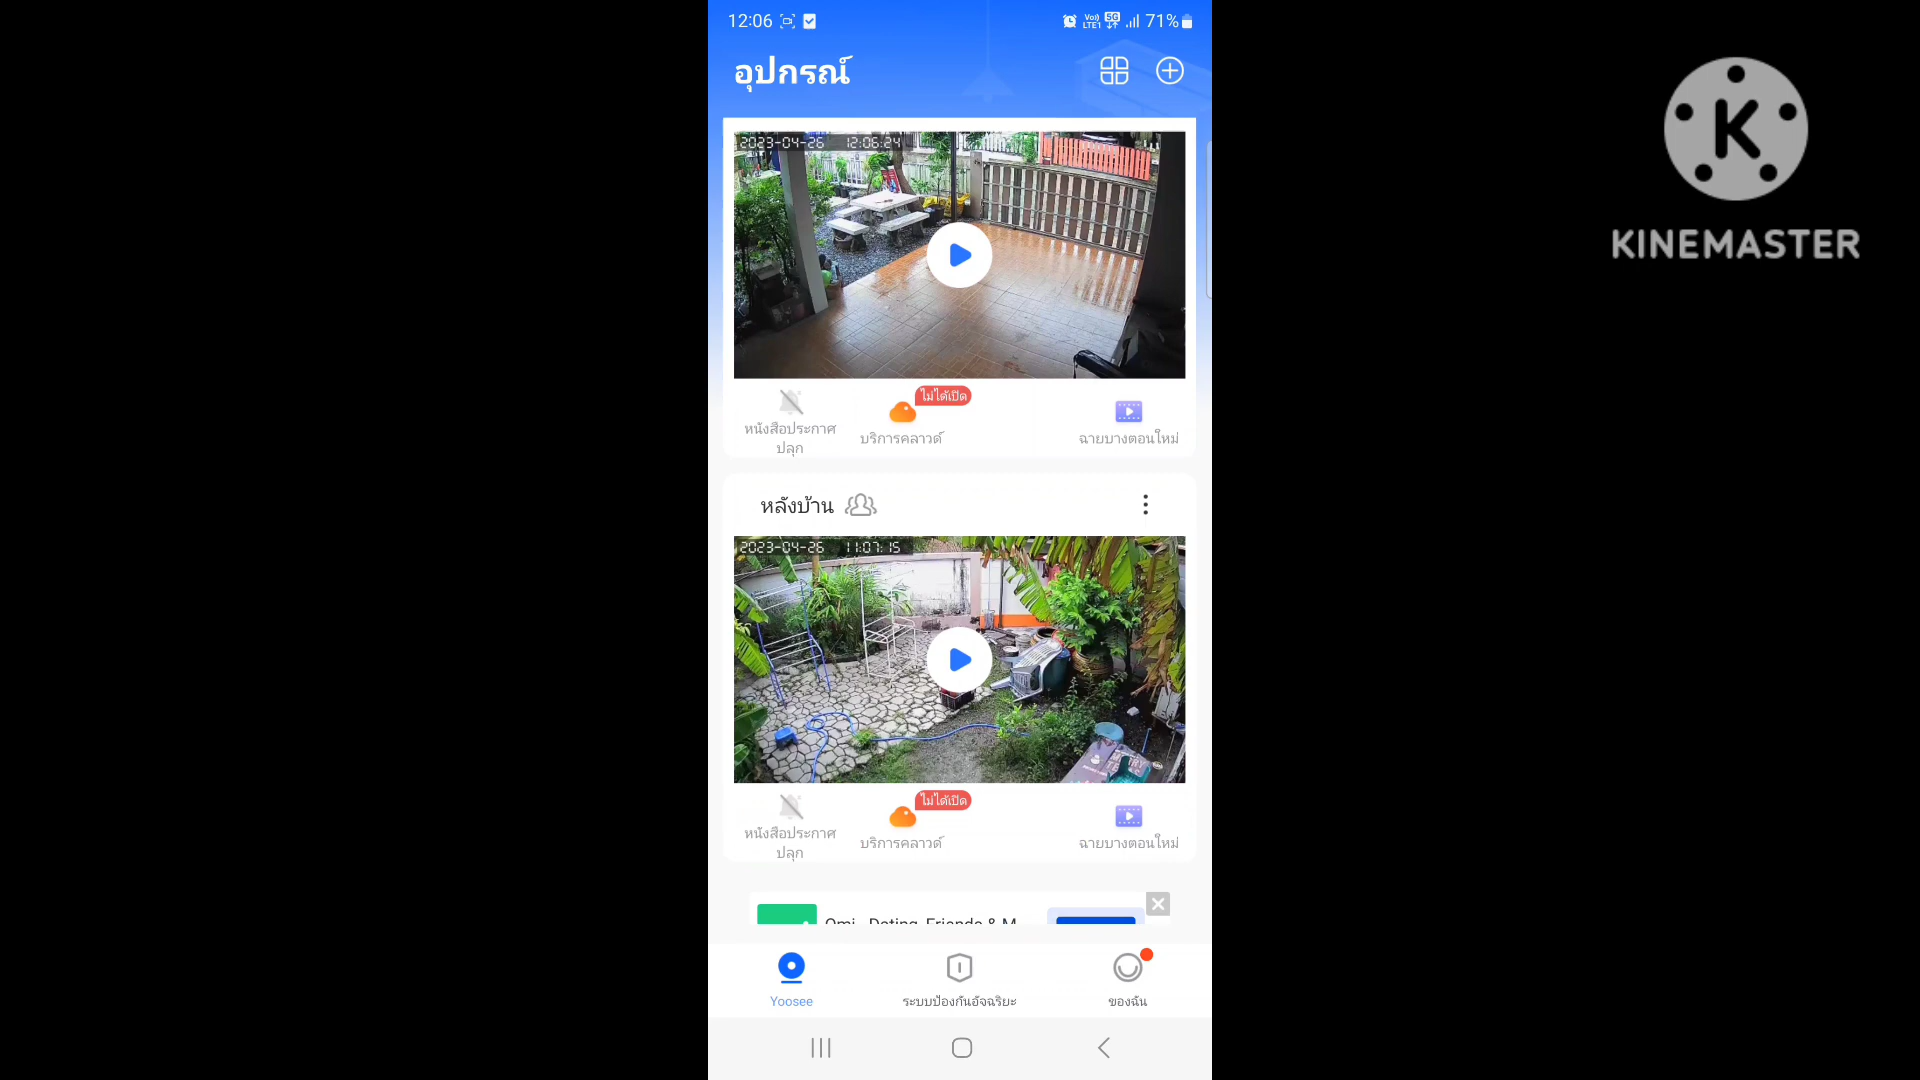 12:06
Vo) LTE1 5G 71%
อุปกรณ์
2023-04-26 12:06:24
ไม่ได้เปิด
หนังสือประกาศ
ปลุก
บริการคลาวด์
ฉายบางตอนใหม่
หลังบ้าน
2023-04-26 11:07:15
ไม่ได้เปิด
หนังสือประกาศ
ปลุก
บริการคลาวด์
ฉายบางตอนใหม่
Omi - Dating, Friends & M
Yoosee
ระบบป้องกันอัจฉริยะ
ของฉัน
K
KINEMASTER